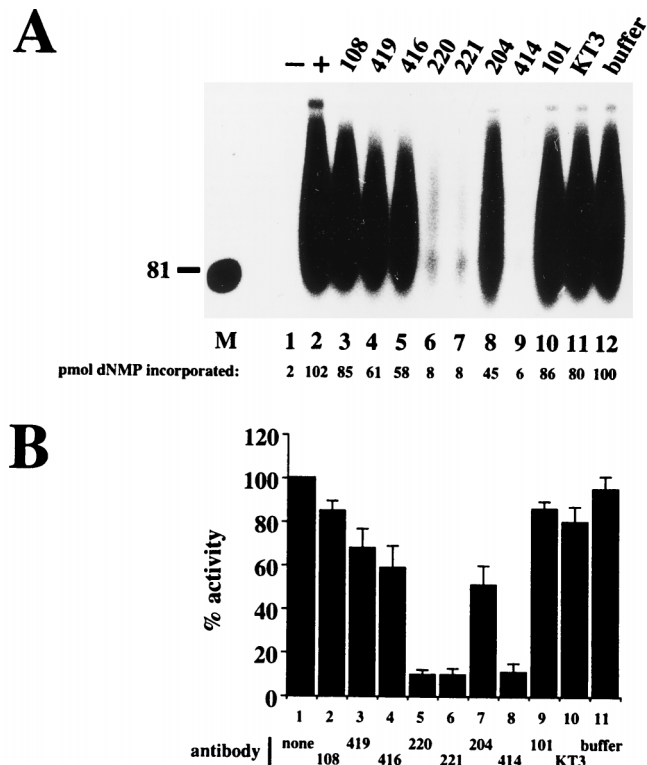 A
− + 108 419 416 220 221 204 414 101 KT3 buffer
81
M 1 2 3 4 5 6 7 8 9 10 11 12
pmol dNMP incorporated: 2 102 85 61 58 8 8 45 6 86 80 100
B
120
100
80
60
40
20
0
% activity
1 2 3 4 5 6 7 8 9 10 11
antibody none 419 220 204 101 buffer
108 416 221 414 KT3